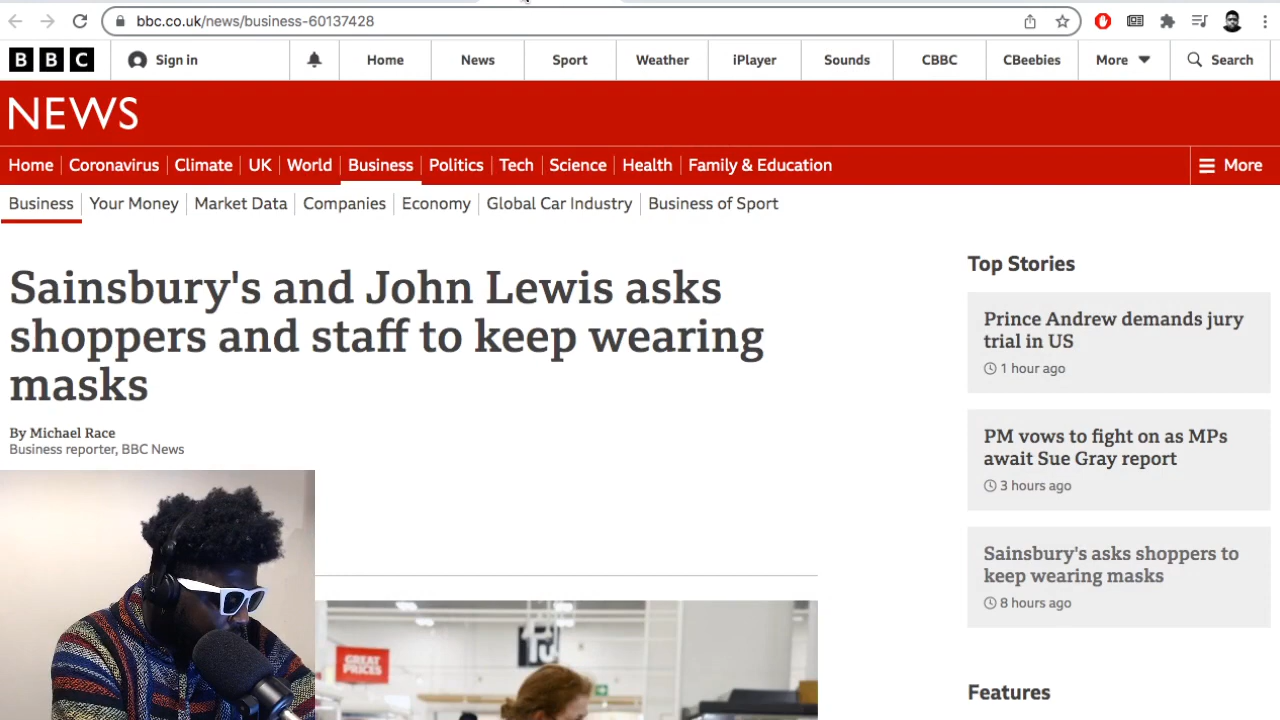 bbc.co.uk/news/business-60137428
BBC Sign in Home News Sport Weather iPlayer Sounds CBBC CBeebies More Search
NEWS
Home Coronavirus Climate UK World Business Politics Tech Science Health Family & Education More
Business Your Money Market Data Companies Economy Global Car Industry Business of Sport
Sainsbury's and John Lewis asks
shoppers and staff to keep wearing
masks
By Michael Race
Business reporter, BBC News
GREAT
PRICES
Tu
Top Stories
Prince Andrew demands jury
trial in US
1 hour ago
PM vows to fight on as MPs
await Sue Gray report
3 hours ago
Sainsbury's asks shoppers to
keep wearing masks
8 hours ago
Features